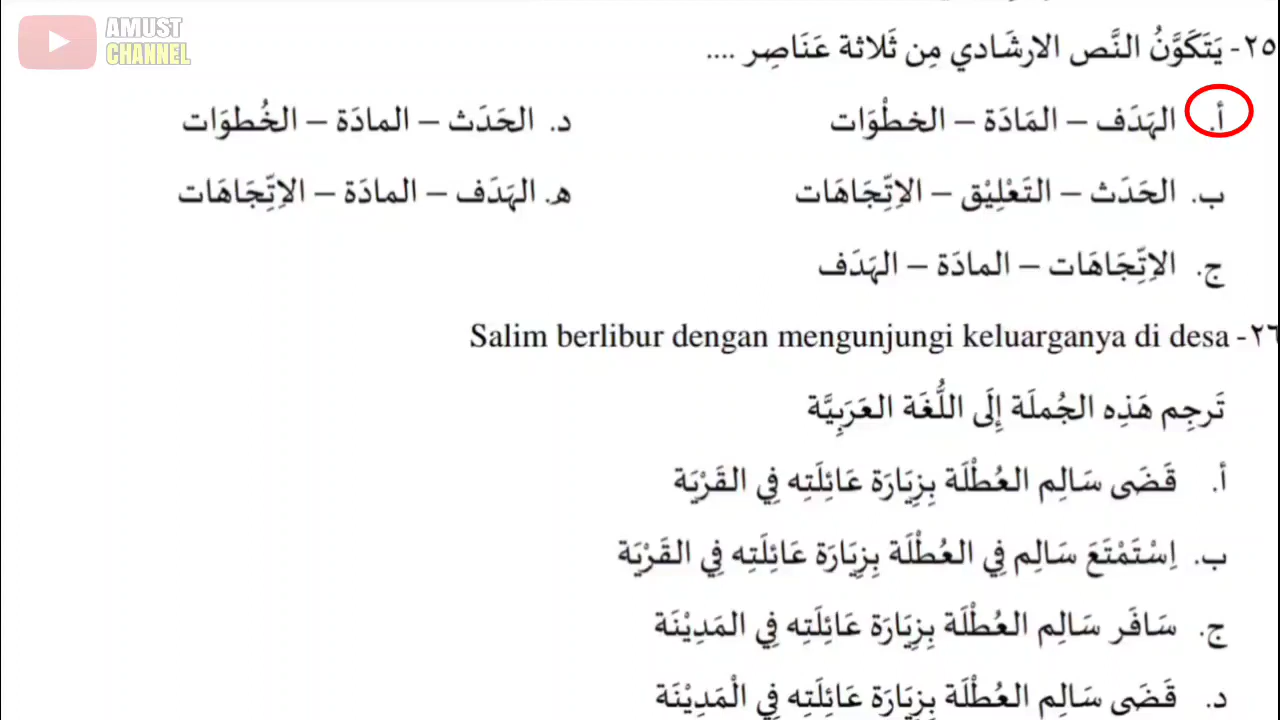 AMUST
CHANNEL
٢٥- يَتَكَوَّنُ النَّص الارشَادي مِن ثَلاثة عَنَاصِر ....
أ. الهَدَف – المَادَة – الخطْوَات
د. الحَدَث – المادَة – الخُطوَات
ب. الحَدَث – التَعْلِيْق – الاِتِّجَاهَات
ه. الهَدَف – المادَة – الاِتِّجَاهَات
ج. الاِتِّجَاهَات – المادَة – الهَدَف
٢٦- Salim berlibur dengan mengunjungi keluarganya di desa
تَرجِم هَذِه الجُملَة إِلَى اللُّغَة العَرَبِيَّة
أ. قَضَى سَالِم العُطْلَة بِزِيَارَة عَائِلَتِه فِي القَرْيَة
ب. اِسْتَمْتَعَ سَالِم فِي العُطْلَة بِزِيَارَة عَائِلَتِه فِي القَرْيَة
ج. سَافَر سَالِم العُطْلَة بِزِيَارَة عَائِلَتِه فِي المَدِيْنَة
د. قَضَى سَالِم العُطْلَة بِزِيَارَة عَائِلَتِه فِي الْمَدِيْنَة